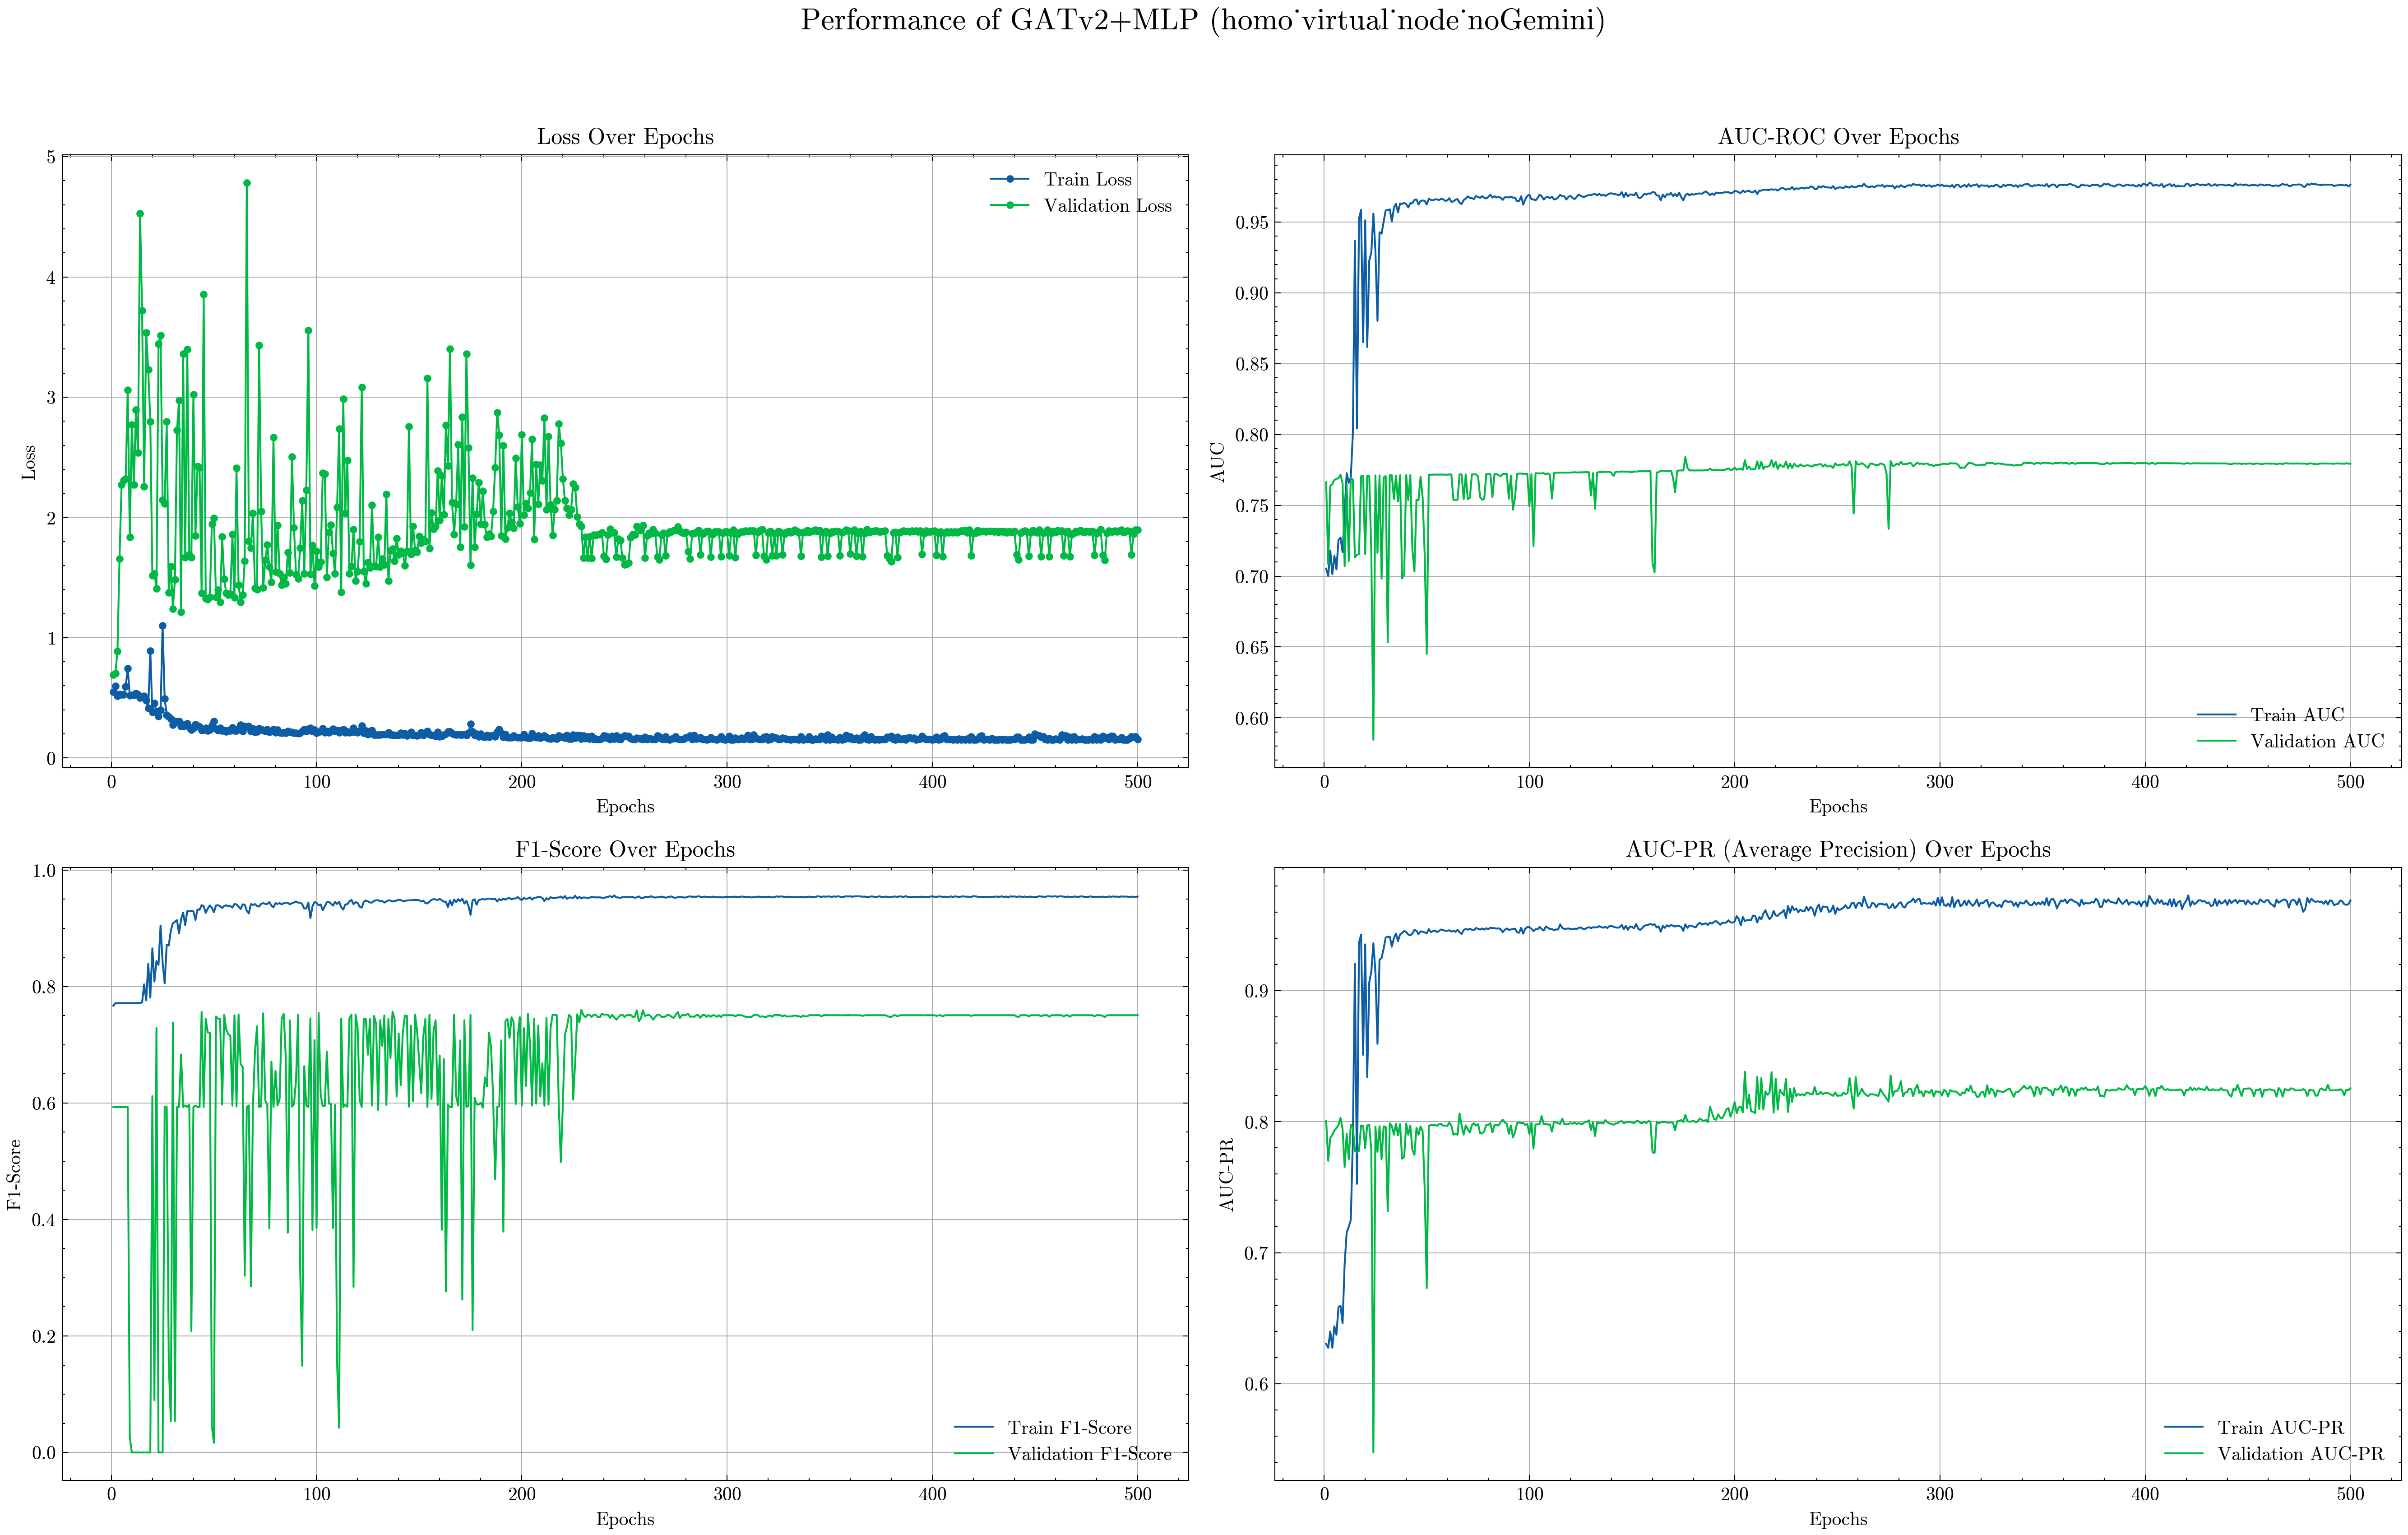 Performance of GATv2+MLP (homo˙virtual˙node˙noGemini)
Loss Over Epochs
5
4
3
2
1
0
Loss
Train Loss
Validation Loss
0 100 200 300 400 500
Epochs
AUC-ROC Over Epochs
0.95
0.90
0.85
0.80
0.75
0.70
0.65
0.60
AUC
Train AUC
Validation AUC
0 100 200 300 400 500
Epochs
F1-Score Over Epochs
1.0
0.8
0.6
0.4
0.2
0.0
F1-Score
Train F1-Score
Validation F1-Score
0 100 200 300 400 500
Epochs
AUC-PR (Average Precision) Over Epochs
0.9
0.8
0.7
0.6
AUC-PR
Train AUC-PR
Validation AUC-PR
0 100 200 300 400 500
Epochs